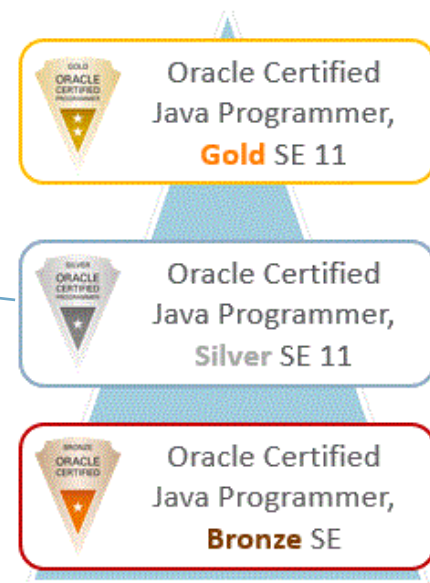 GOLD
ORACLE
CERTIFIED
PROGRAMMER
Oracle Certified
Java Programmer,
Gold SE 11
SILVER
ORACLE
CERTIFIED
PROGRAMMER
Oracle Certified
Java Programmer,
Silver SE 11
BRONZE
ORACLE
CERTIFIED
Oracle Certified
Java Programmer,
Bronze SE